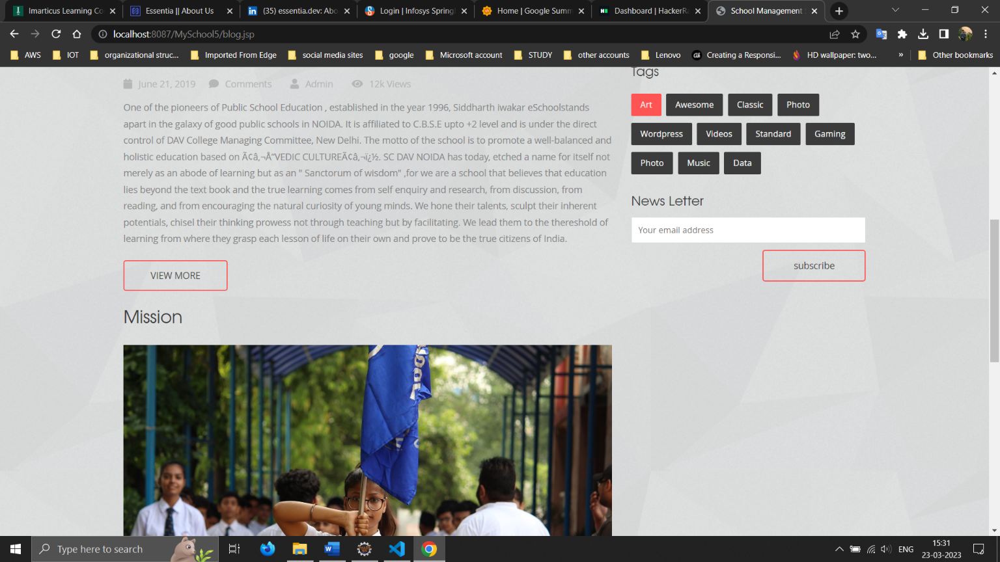 Imarticus Learning Co
Essentia || About Us
(35) essentia.dev: Abo
Login | Infosys Spring
Home | Google Summ
Dashboard | HackerRa
School Management
localhost:8087/MySchool5/blog.jsp
AWS
IOT
organizational struc...
Imported From Edge
social media sites
google
Microsoft account
STUDY
other accounts
Lenovo
Creating a Responsi...
HD wallpaper: two...
»
Other bookmarks
June 21, 2019 Comments Admin 12k Views
One of the pioneers of Public School Education , established in the year 1996, Siddharth iwakar eSchoolstands
apart in the galaxy of good public schools in NOIDA. It is affiliated to C.B.S.E upto +2 level and is under the direct
control of DAV College Managing Committee, New Delhi. The motto of the school is to promote a well-balanced and
holistic education based on Ã¢â‚¬Å“VEDIC CULTUREÃ¢â‚¬ï¿½. SC DAV NOIDA has today, etched a name for itself not
merely as an abode of learning but as an " Sanctorum of wisdom" ,for we are a school that believes that education
lies beyond the text book and the true learning comes from self enquiry and research, from discussion, from
reading, and from encouraging the natural curiosity of young minds. We hone their talents, sculpt their inherent
potentials, chisel their thinking prowess not through teaching but by facilitating. We lead them to the thereshold of
learning from where they grasp each lesson of life on their own and prove to be the true citizens of India.
VIEW MORE
Mission
Tags
Art Awesome Classic Photo
Wordpress Videos Standard Gaming
Photo Music Data
News Letter
Your email address
subscribe
Type here to search
ENG
15:31
23-03-2023